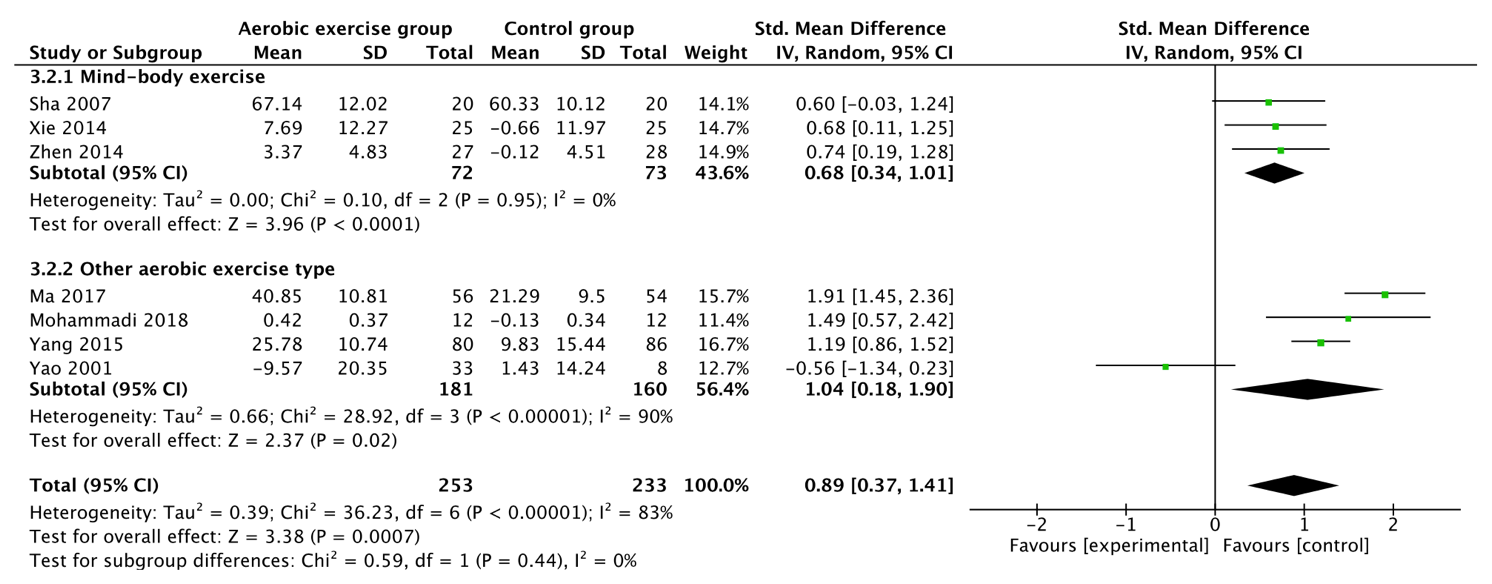 Aerobic exercise group Control group Std. Mean Difference Std. Mean Difference
Study or Subgroup Mean SD Total Mean SD Total Weight IV, Random, 95% CI IV, Random, 95% CI
3.2.1 Mind-body exercise
Sha 2007 67.14 12.02 20 60.33 10.12 20 14.1% 0.60 [-0.03, 1.24]
Xie 2014 7.69 12.27 25 -0.66 11.97 25 14.7% 0.68 [0.11, 1.25]
Zhen 2014 3.37 4.83 27 -0.12 4.51 28 14.9% 0.74 [0.19, 1.28]
Subtotal (95% CI) 72 73 43.6% 0.68 [0.34, 1.01]
Heterogeneity: Tau² = 0.00; Chi² = 0.10, df = 2 (P = 0.95); I² = 0%
Test for overall effect: Z = 3.96 (P < 0.0001)
3.2.2 Other aerobic exercise type
Ma 2017 40.85 10.81 56 21.29 9.5 54 15.7% 1.91 [1.45, 2.36]
Mohammadi 2018 0.42 0.37 12 -0.13 0.34 12 11.4% 1.49 [0.57, 2.42]
Yang 2015 25.78 10.74 80 9.83 15.44 86 16.7% 1.19 [0.86, 1.52]
Yao 2001 -9.57 20.35 33 1.43 14.24 8 12.7% -0.56 [-1.34, 0.23]
Subtotal (95% CI) 181 160 56.4% 1.04 [0.18, 1.90]
Heterogeneity: Tau² = 0.66; Chi² = 28.92, df = 3 (P < 0.00001); I² = 90%
Test for overall effect: Z = 2.37 (P = 0.02)
Total (95% CI) 253 233 100.0% 0.89 [0.37, 1.41]
Heterogeneity: Tau² = 0.39; Chi² = 36.23, df = 6 (P < 0.00001); I² = 83%
Test for overall effect: Z = 3.38 (P = 0.0007)
Test for subgroup differences: Chi² = 0.59, df = 1 (P = 0.44), I² = 0%
-2 -1 0 1 2
Favours [experimental] Favours [control]